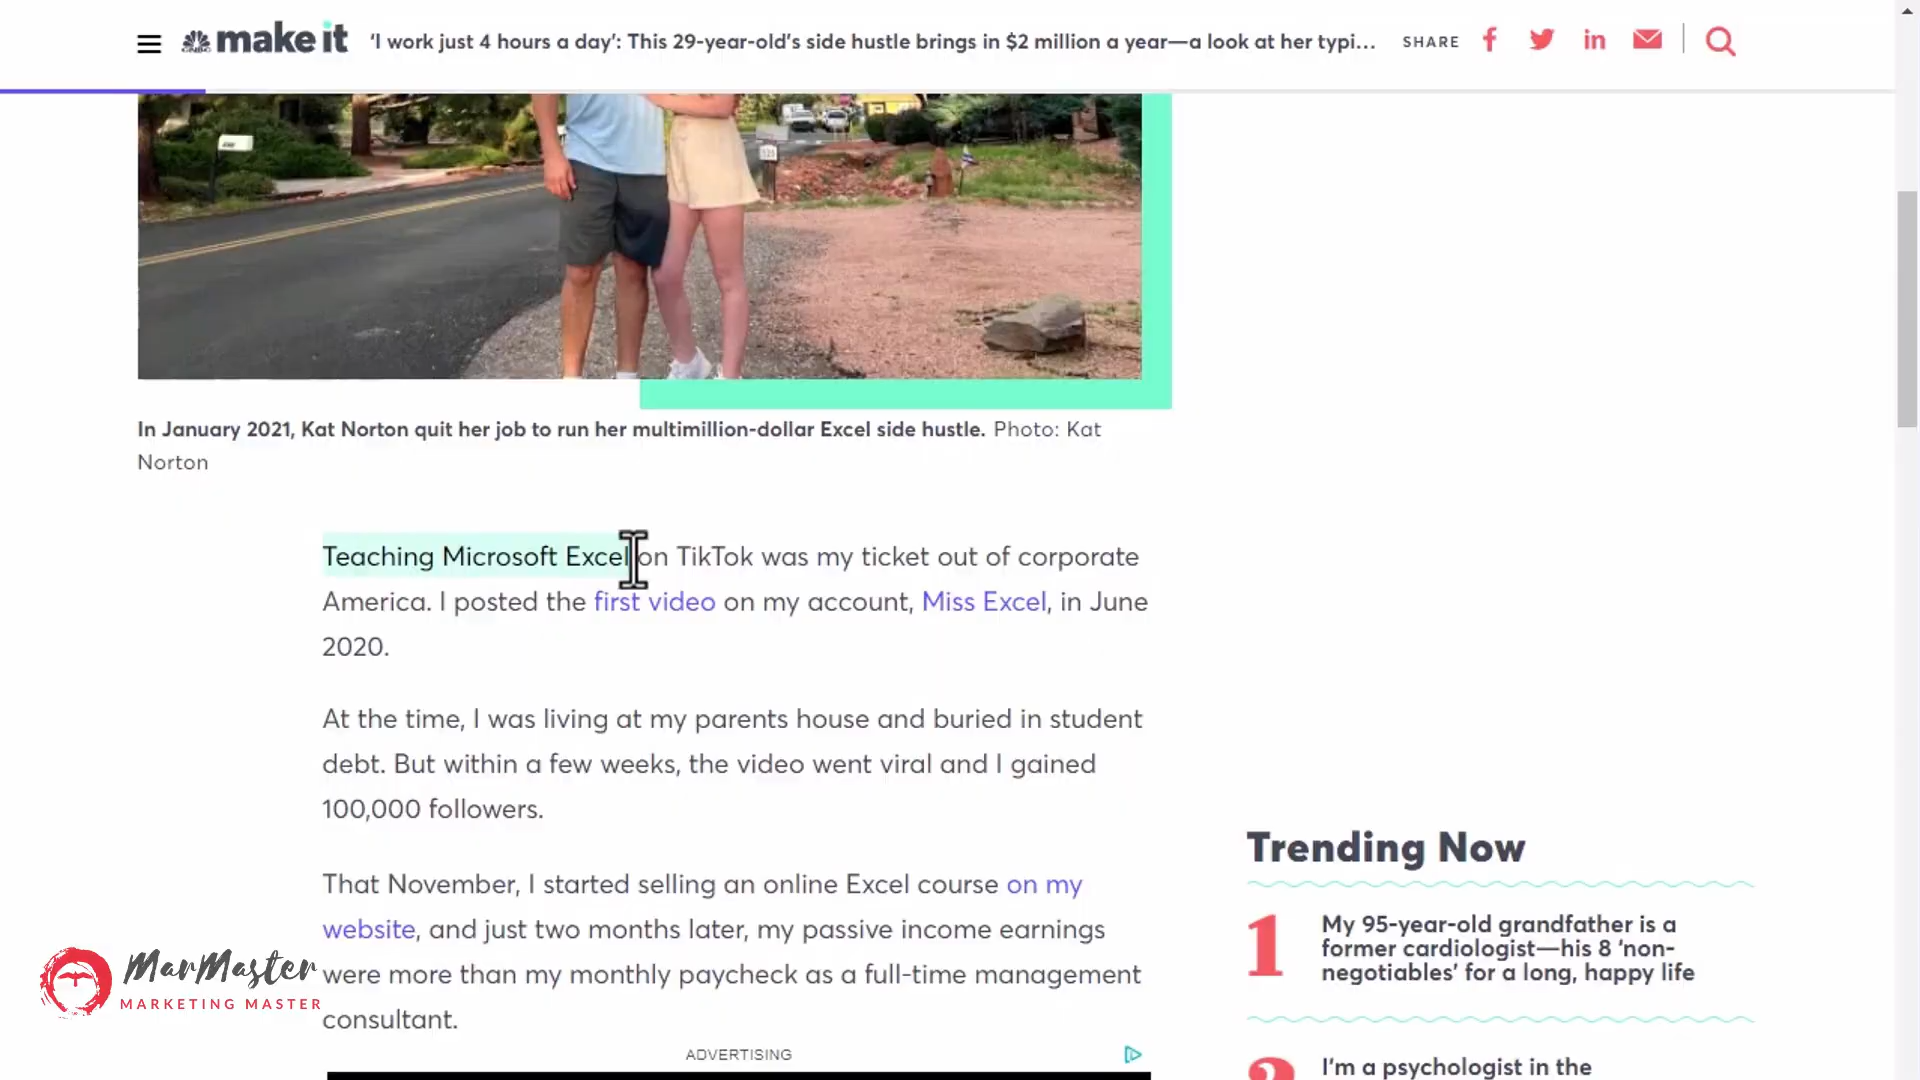 make it
'I work just 4 hours a day': This 29-year-old's side hustle brings in $2 million a year—a look at her typi...
SHARE
In January 2021, Kat Norton quit her job to run her multimillion-dollar Excel side hustle. Photo: Kat
Norton
Teaching Microsoft Excel on TikTok was my ticket out of corporate
America. I posted the first video on my account, Miss Excel, in June
2020.
At the time, I was living at my parents house and buried in student
debt. But within a few weeks, the video went viral and I gained
100,000 followers.
That November, I started selling an online Excel course on my
website, and just two months later, my passive income earnings
were more than my monthly paycheck as a full-time management
consultant.
ADVERTISING
Trending Now
1
My 95-year-old grandfather is a
former cardiologist—his 8 'non-
negotiables' for a long, happy life
2
I'm a psychologist in the
MarMaster
MARKETING MASTER